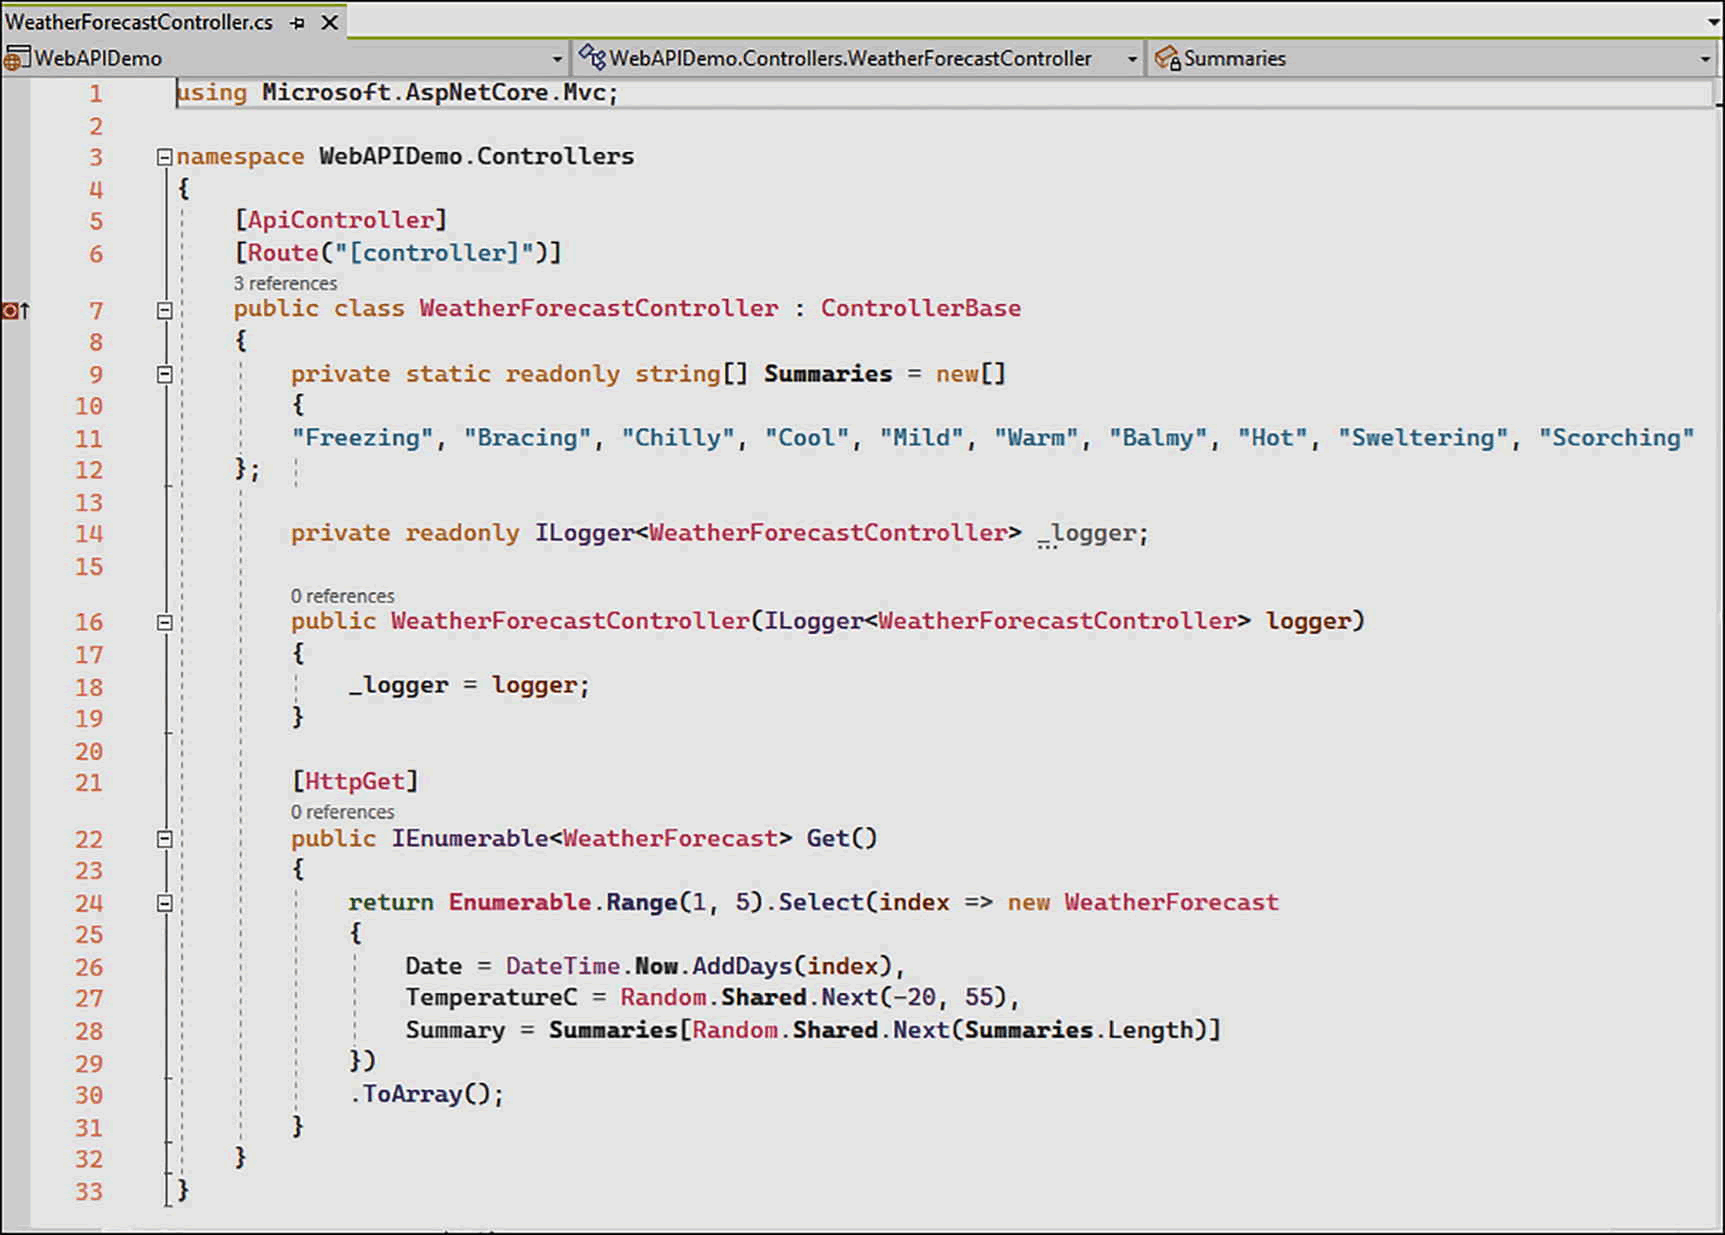 WeatherForecastController.cs
WebAPIDemo WebAPIDemo.Controllers.WeatherForecastController Summaries
1 using Microsoft.AspNetCore.Mvc;
2
3 namespace WebAPIDemo.Controllers
4 {
5 [ApiController]
6 [Route("[controller]")]
3 references
7 public class WeatherForecastController : ControllerBase
8 {
9 private static readonly string[] Summaries = new[]
10 {
11 "Freezing", "Bracing", "Chilly", "Cool", "Mild", "Warm", "Balmy", "Hot", "Sweltering", "Scorching"
12 };
13
14 private readonly ILogger<WeatherForecastController> _logger;
15
0 references
16 public WeatherForecastController(ILogger<WeatherForecastController> logger)
17 {
18 _logger = logger;
19 }
20
21 [HttpGet]
0 references
22 public IEnumerable<WeatherForecast> Get()
23 {
24 return Enumerable.Range(1, 5).Select(index => new WeatherForecast
25 {
26 Date = DateTime.Now.AddDays(index),
27 TemperatureC = Random.Shared.Next(-20, 55),
28 Summary = Summaries[Random.Shared.Next(Summaries.Length)]
29 })
30 .ToArray();
31 }
32 }
33 }